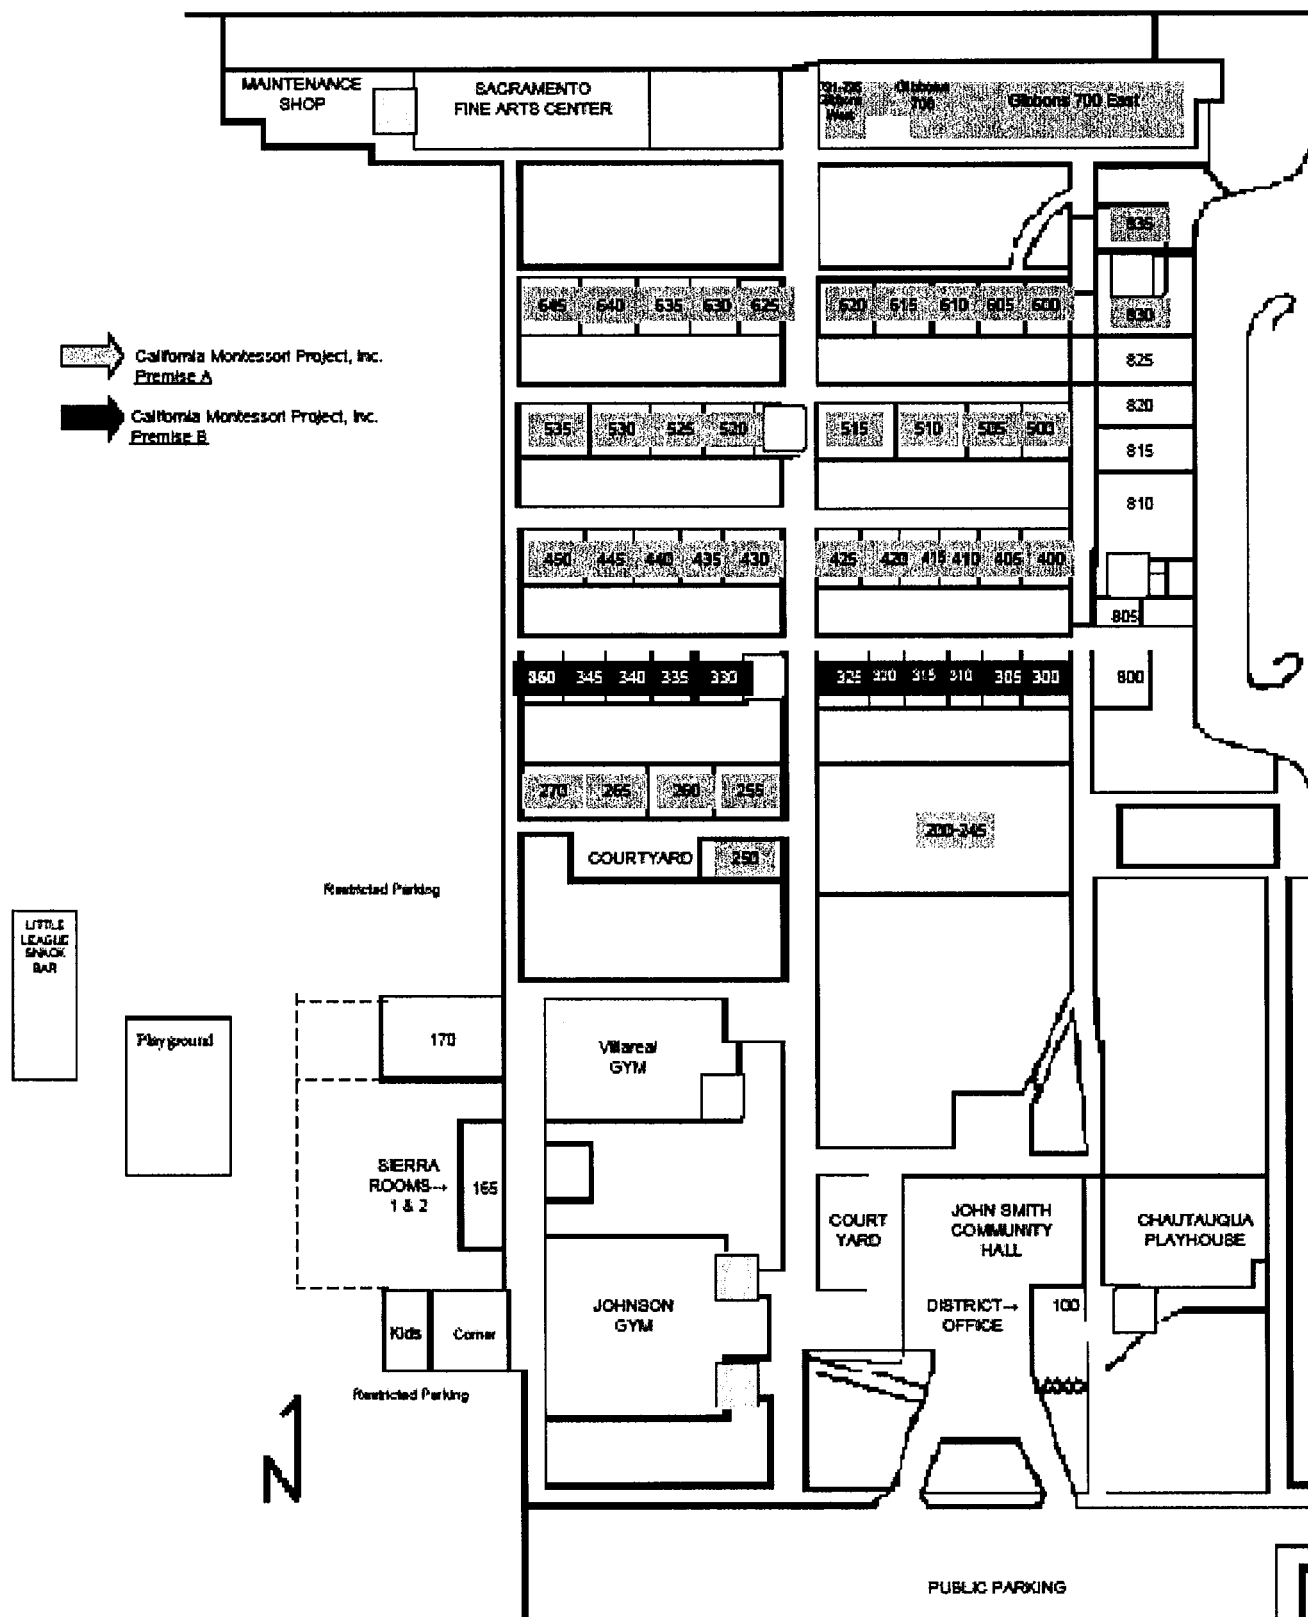 MAINTENANCE
SHOP
SACRAMENTO
FINE ARTS CENTER
Gibbons
700
Gibbons 700 East
West
835
645 640 635 630 625
620 615 610 605 600
830
California Montessori Project, Inc.
Premise A
825
California Montessori Project, Inc.
Premise B
820
535 530 525 520
515 510 505 500
815
810
450 445 440 435 430
425 420 415 410 405 400
805
360 345 340 335 330
325 320 315 310 305 300
800
270 265 260 255
200-245
COURTYARD
250
Restricted Parking
LITTLE
LEAGUE
SNACK
BAR
Playground
170
Villareal
GYM
SIERRA
ROOMS→
1 & 2
165
COURT
YARD
JOHN SMITH
COMMUNITY
HALL
CHAUTAUQUA
PLAYHOUSE
JOHNSON
GYM
DISTRICT→
OFFICE
100
Kids
Corner
Restricted Parking
N
PUBLIC PARKING